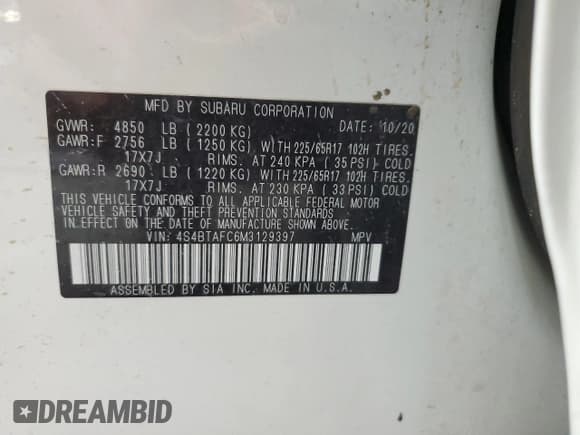 MFD BY SUBARU CORPORATION
GVWR: 4850 LB (2200 KG) DATE: 10/20
GAWR:F 2756 LB (1250 KG) WITH 225/65R17 102H TIRES.
17X7J RIMS. AT 240 KPA (35 PSI) COLD
GAWR:R 2690 LB (1220 KG) WITH 225/65R17 102H TIRES.
17X7J RIMS. AT 230 KPA (33 PSI) COLD
THIS VEHICLE CONFORMS TO ALL APPLICABLE FEDERAL MOTOR
VEHICLE SAFETY AND THEFT PREVENTION STANDARDS
IN EFFECT ON THE DATE OF MANUFACTURE SHOWN ABOVE.
VIN: 4S4BTAFC6M3129397 MPV
ASSEMBLED BY SIA INC. MADE IN U.S.A.
DREAMBID